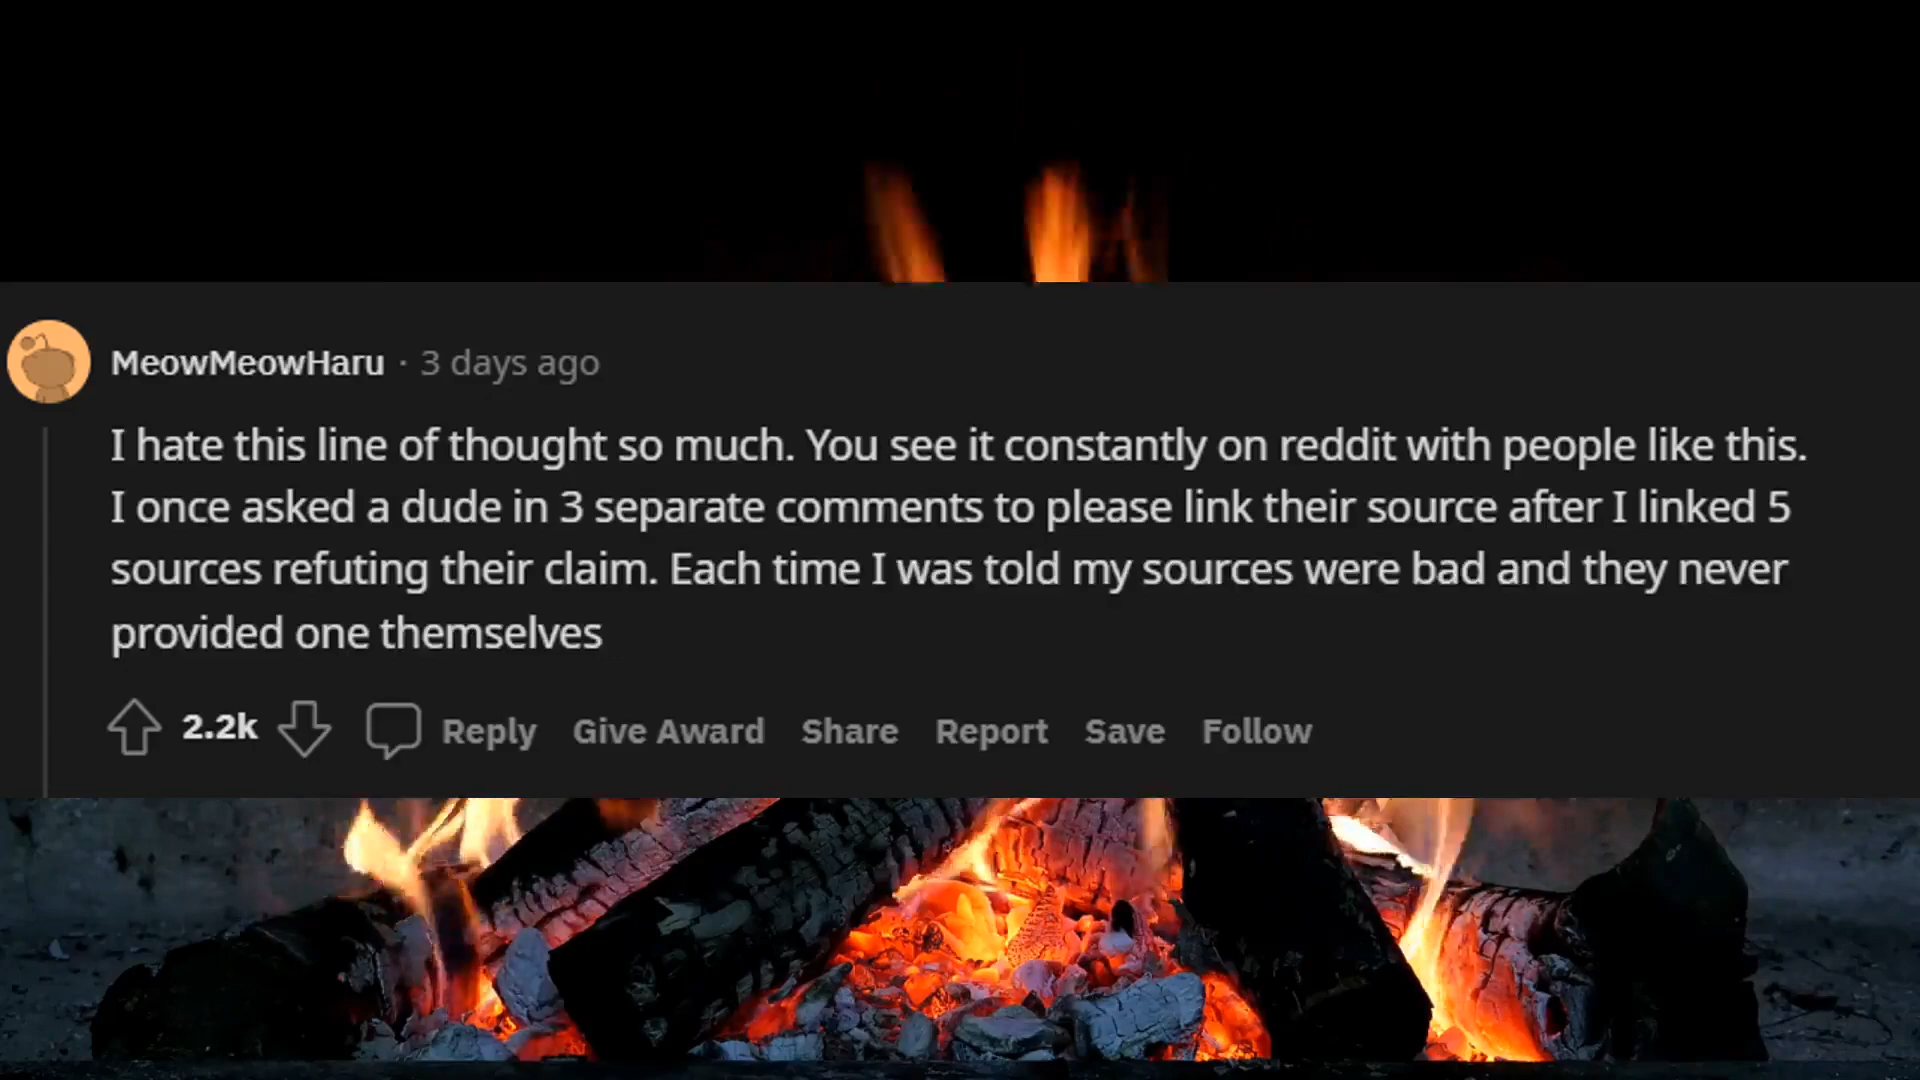 MeowMeowHaru · 3 days ago
I hate this line of thought so much. You see it constantly on reddit with people like this.
I once asked a dude in 3 separate comments to please link their source after I linked 5
sources refuting their claim. Each time I was told my sources were bad and they never
provided one themselves
2.2k Reply Give Award Share Report Save Follow